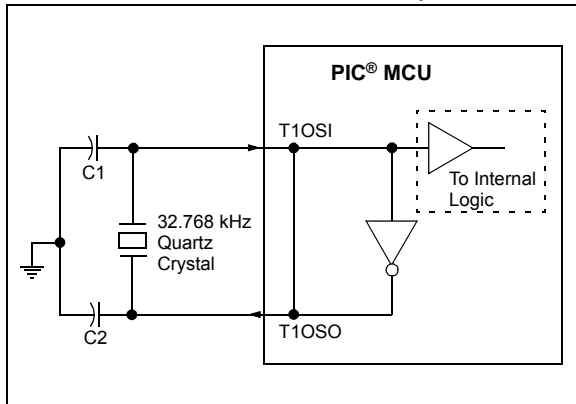 PIC® MCU
T1OSI
C1
To Internal
Logic
32.768 kHz
Quartz
Crystal
T1OSO
C2